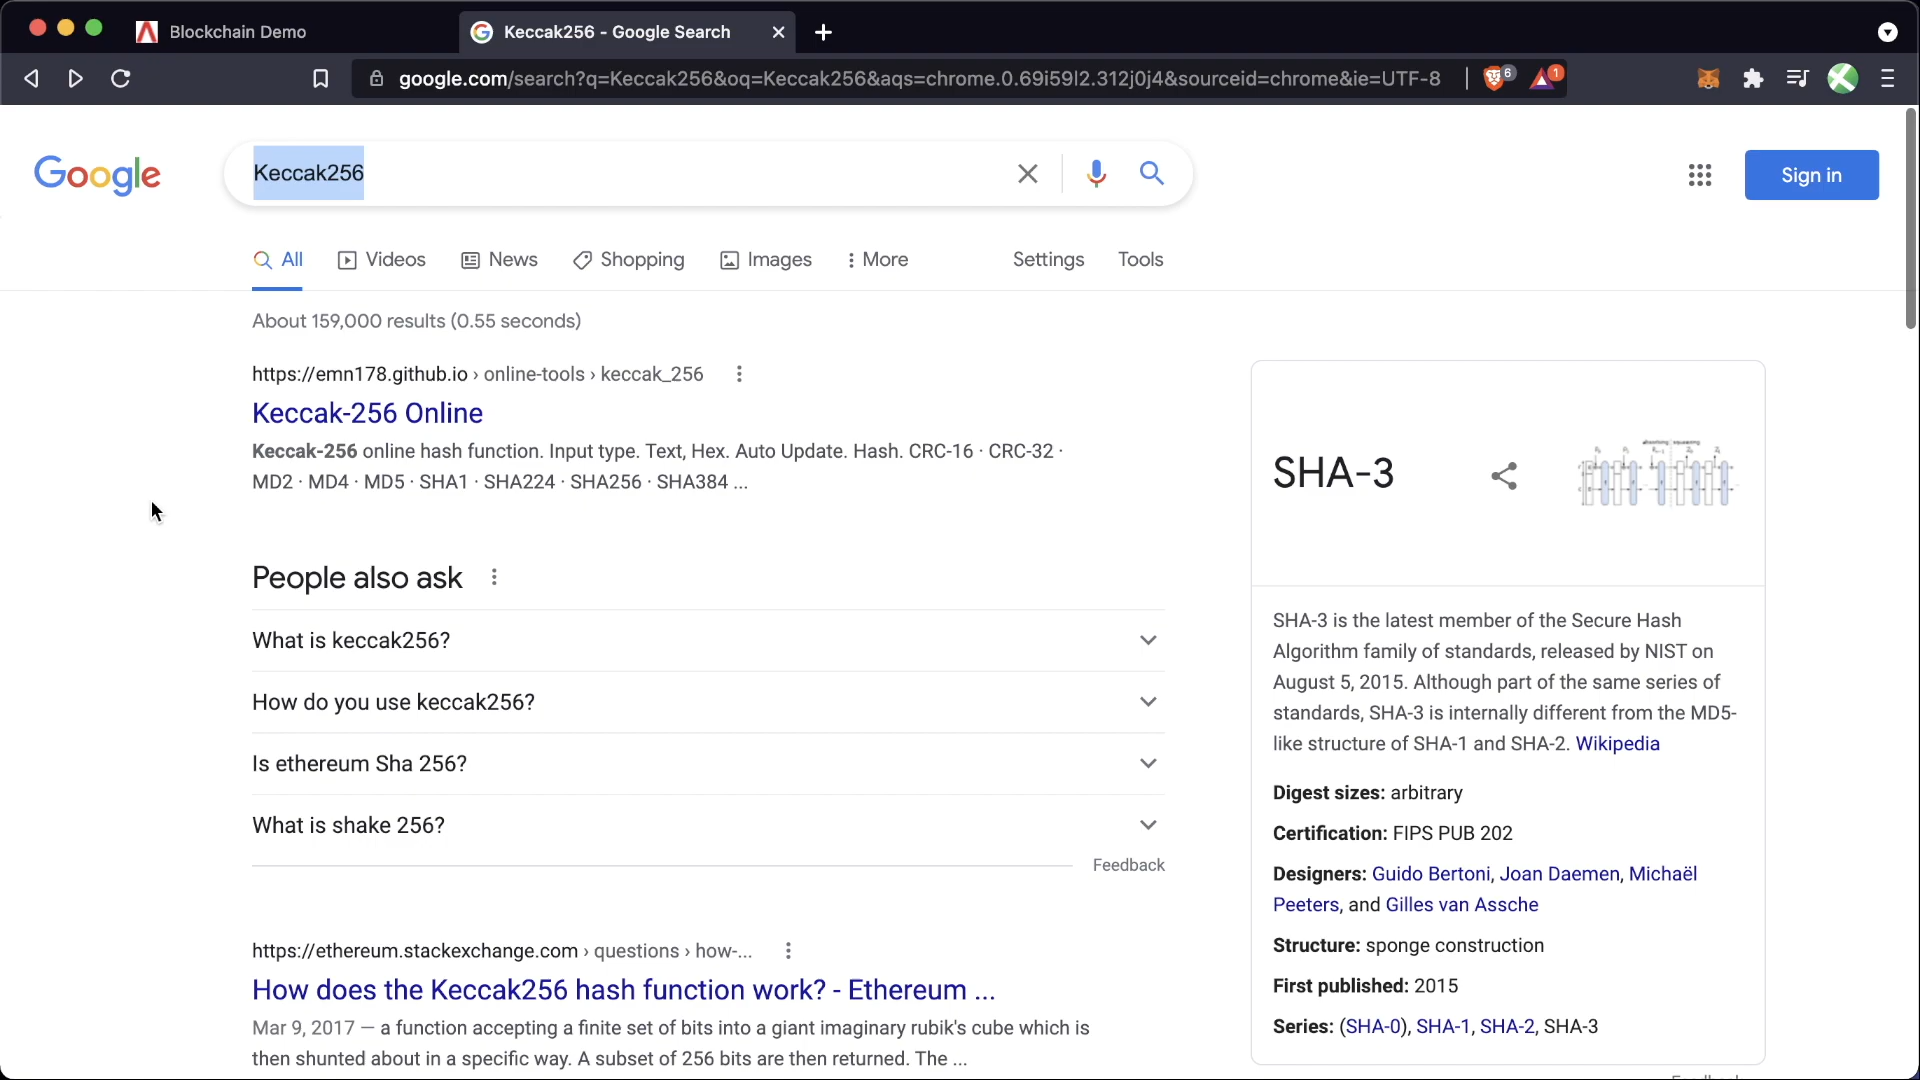 Blockchain Demo
Keccak256 - Google Search
google.com/search?q=Keccak256&oq=Keccak256&aqs=chrome.0.69i59l2.312j0j4&sourceid=chrome&ie=UTF-8
6
1
Google
Keccak256
Sign in
All
Videos
News
Shopping
Images
More
Settings
Tools
About 159,000 results (0.55 seconds)
https://emn178.github.io › online-tools › keccak_256
Keccak-256 Online
Keccak-256 online hash function. Input type. Text, Hex. Auto Update. Hash. CRC-16 · CRC-32 ·
MD2 · MD4 · MD5 · SHA1 · SHA224 · SHA256 · SHA384 ...
People also ask
What is keccak256?
How do you use keccak256?
Is ethereum Sha 256?
What is shake 256?
Feedback
https://ethereum.stackexchange.com › questions › how-...
How does the Keccak256 hash function work? - Ethereum ...
Mar 9, 2017 — a function accepting a finite set of bits into a giant imaginary rubik's cube which is
then shunted about in a specific way. A subset of 256 bits are then returned. The ...
SHA-3
SHA-3 is the latest member of the Secure Hash
Algorithm family of standards, released by NIST on
August 5, 2015. Although part of the same series of
standards, SHA-3 is internally different from the MD5-
like structure of SHA-1 and SHA-2. Wikipedia
Digest sizes: arbitrary
Certification: FIPS PUB 202
Designers: Guido Bertoni, Joan Daemen, Michaël
Peeters, and Gilles van Assche
Structure: sponge construction
First published: 2015
Series: (SHA-0), SHA-1, SHA-2, SHA-3